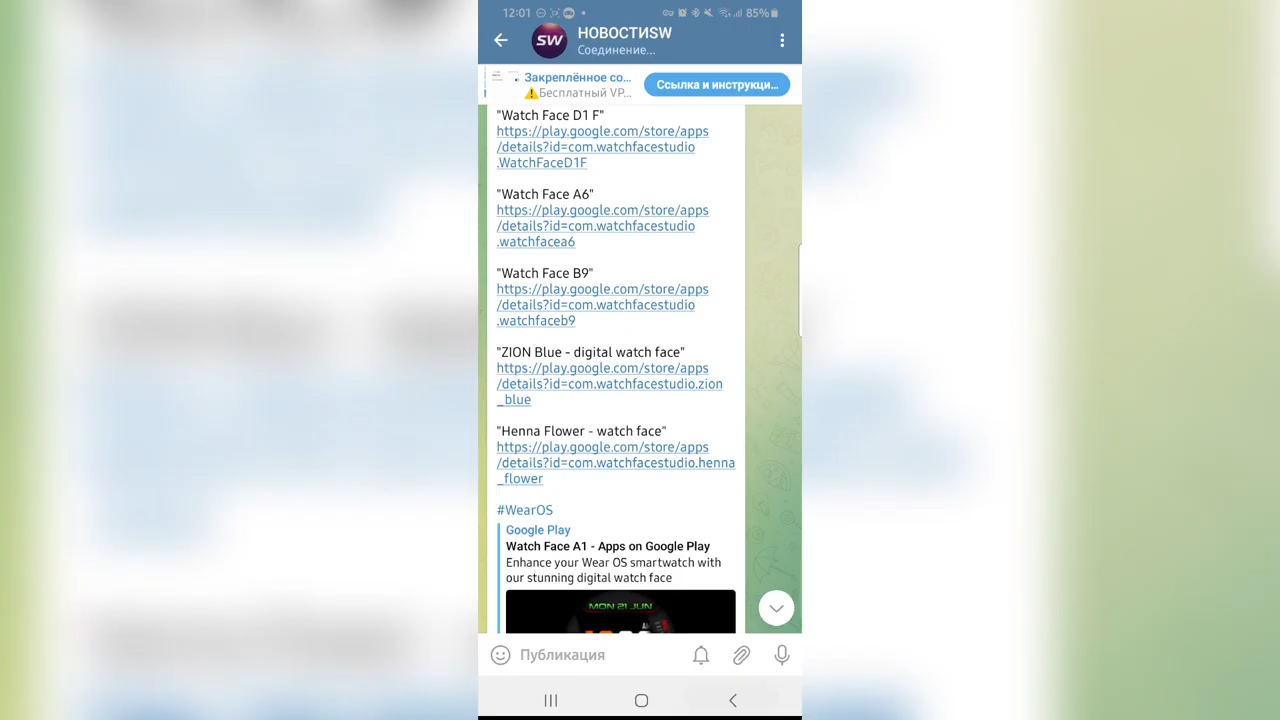 12:01
85%
SW
НОВОСТИSW
Соединение...
Закреплённое со...
⚠Бесплатный VP...
Ссылка и инструкци...
"Watch Face D1 F"
https://play.google.com/store/apps
/details?id=com.watchfacestudio
.WatchFaceD1F
"Watch Face A6"
https://play.google.com/store/apps
/details?id=com.watchfacestudio
.watchfacea6
"Watch Face B9"
https://play.google.com/store/apps
/details?id=com.watchfacestudio
.watchfaceb9
"ZION Blue - digital watch face"
https://play.google.com/store/apps
/details?id=com.watchfacestudio.zion
_blue
"Henna Flower - watch face"
https://play.google.com/store/apps
/details?id=com.watchfacestudio.henna
_flower
#WearOS
Google Play
Watch Face A1 - Apps on Google Play
Enhance your Wear OS smartwatch with
our stunning digital watch face
MON 21 JUN
Публикация